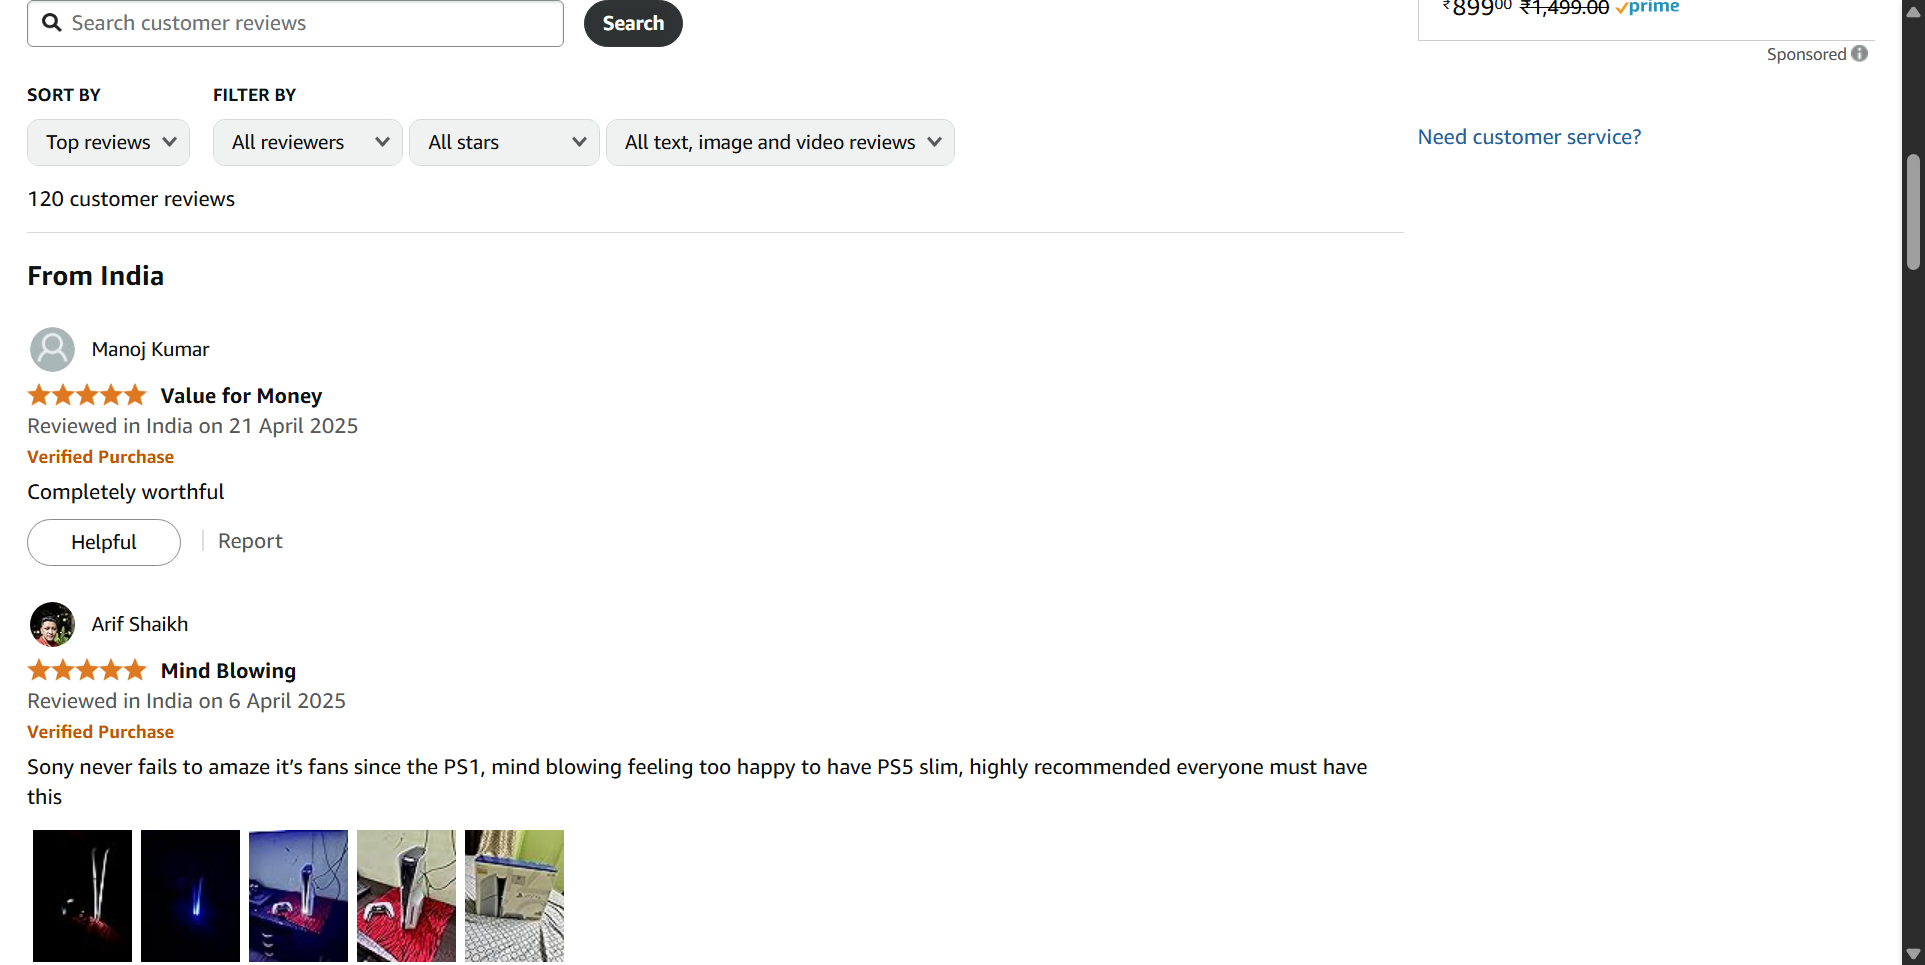 Search customer reviews
Search
SORT BY
FILTER BY
Top reviews
All reviewers
All stars
All text, image and video reviews
120 customer reviews
From India
Manoj Kumar
Value for Money
Reviewed in India on 21 April 2025
Verified Purchase
Completely worthful
Helpful
Report
Arif Shaikh
Mind Blowing
Reviewed in India on 6 April 2025
Verified Purchase
Sony never fails to amaze it’s fans since the PS1, mind blowing feeling too happy to have PS5 slim, highly recommended everyone must have
this
₹89900 ₹1,499.00 prime
Sponsored
Need customer service?